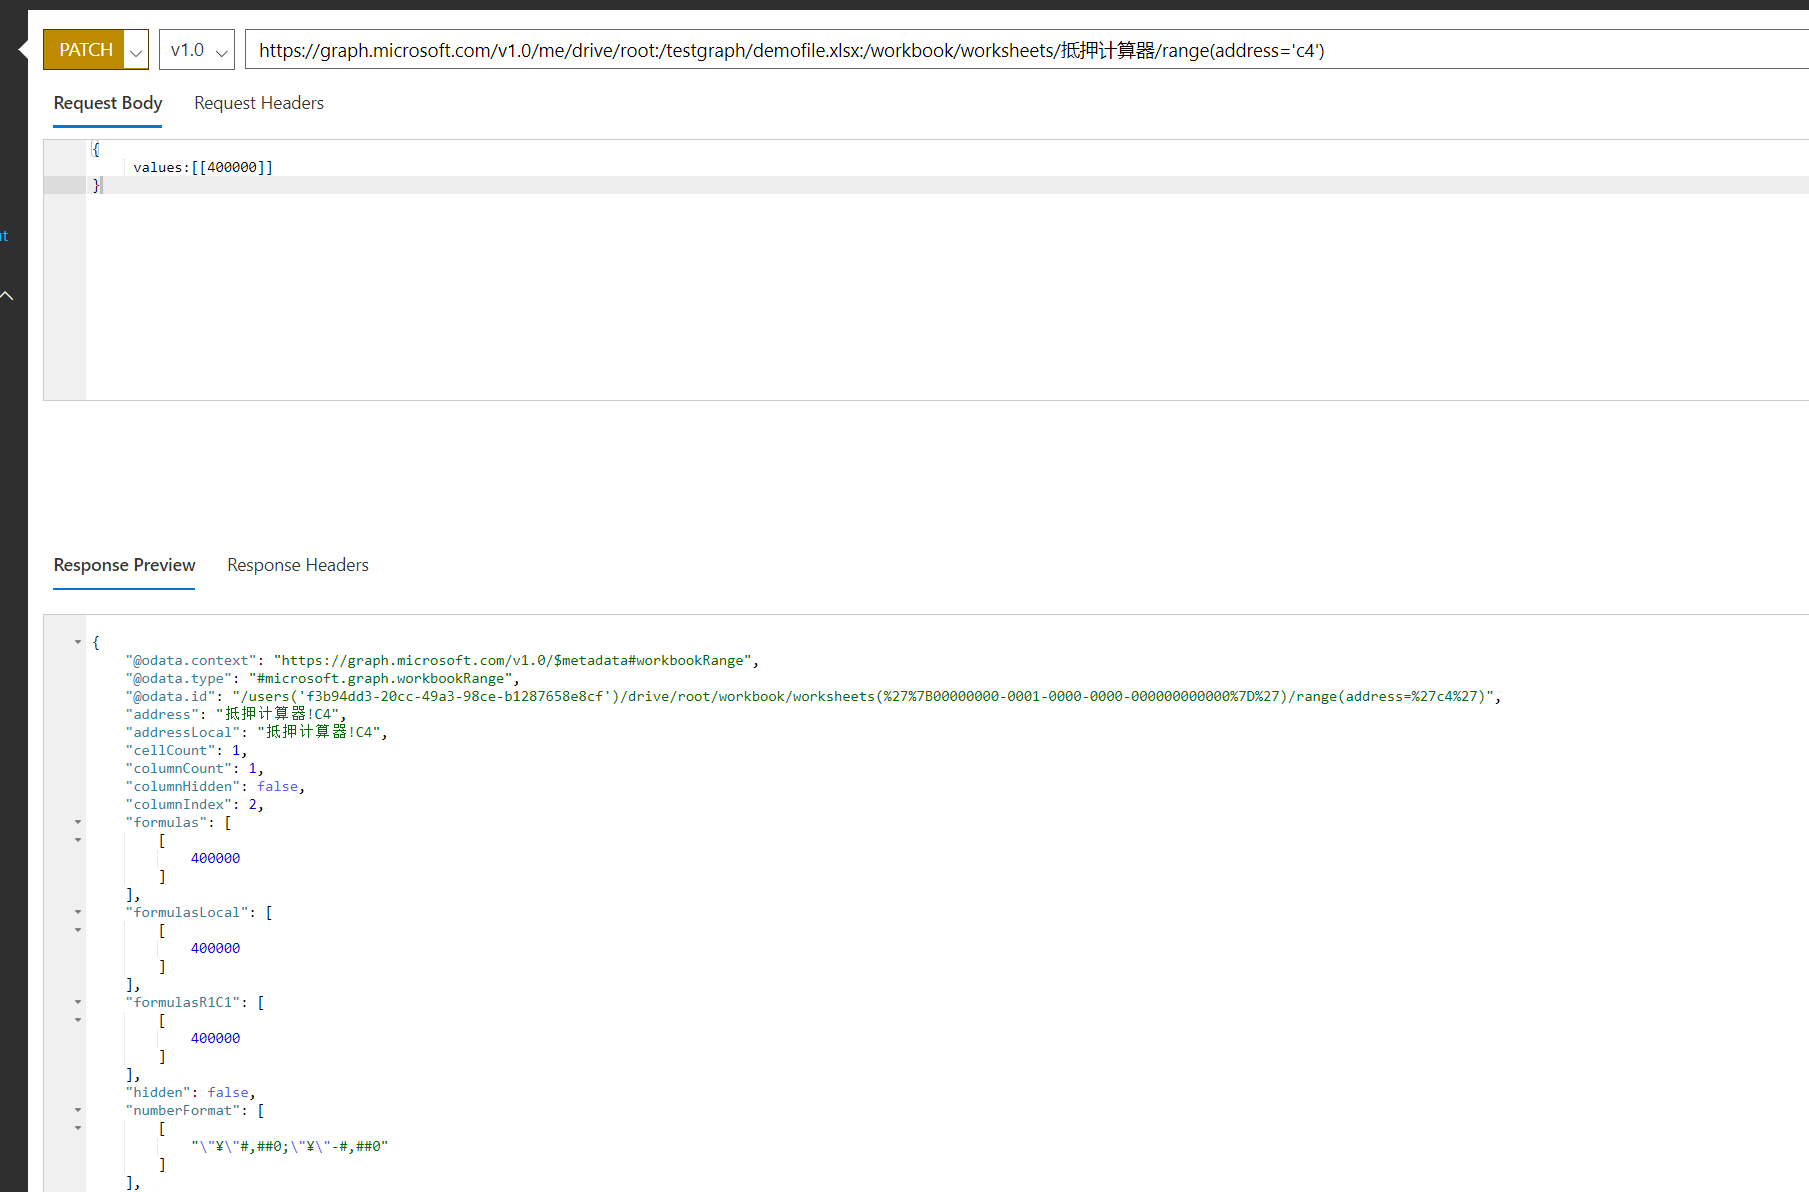 PATCH v1.0 https://graph.microsoft.com/v1.0/me/drive/root:/testgraph/demofile.xlsx:/workbook/worksheets/抵押计算器/range(address='c4')
Request Body Request Headers
{
values:[[400000]]
}
Response Preview Response Headers
{
"@odata.context": "https://graph.microsoft.com/v1.0/$metadata#workbookRange",
"@odata.type": "#microsoft.graph.workbookRange",
"@odata.id": "/users('f3b94dd3-20cc-49a3-98ce-b1287658e8cf')/drive/root/workbook/worksheets(%27%7B00000000-0001-0000-0000-000000000000%7D%27)/range(address=%27c4%27)",
"address": "抵押计算器!C4",
"addressLocal": "抵押计算器!C4",
"cellCount": 1,
"columnCount": 1,
"columnHidden": false,
"columnIndex": 2,
"formulas": [
[
400000
]
],
"formulasLocal": [
[
400000
]
],
"formulasR1C1": [
[
400000
]
],
"hidden": false,
"numberFormat": [
[
"\"¥\"#,##0;\"¥\"-#,##0"
]
],